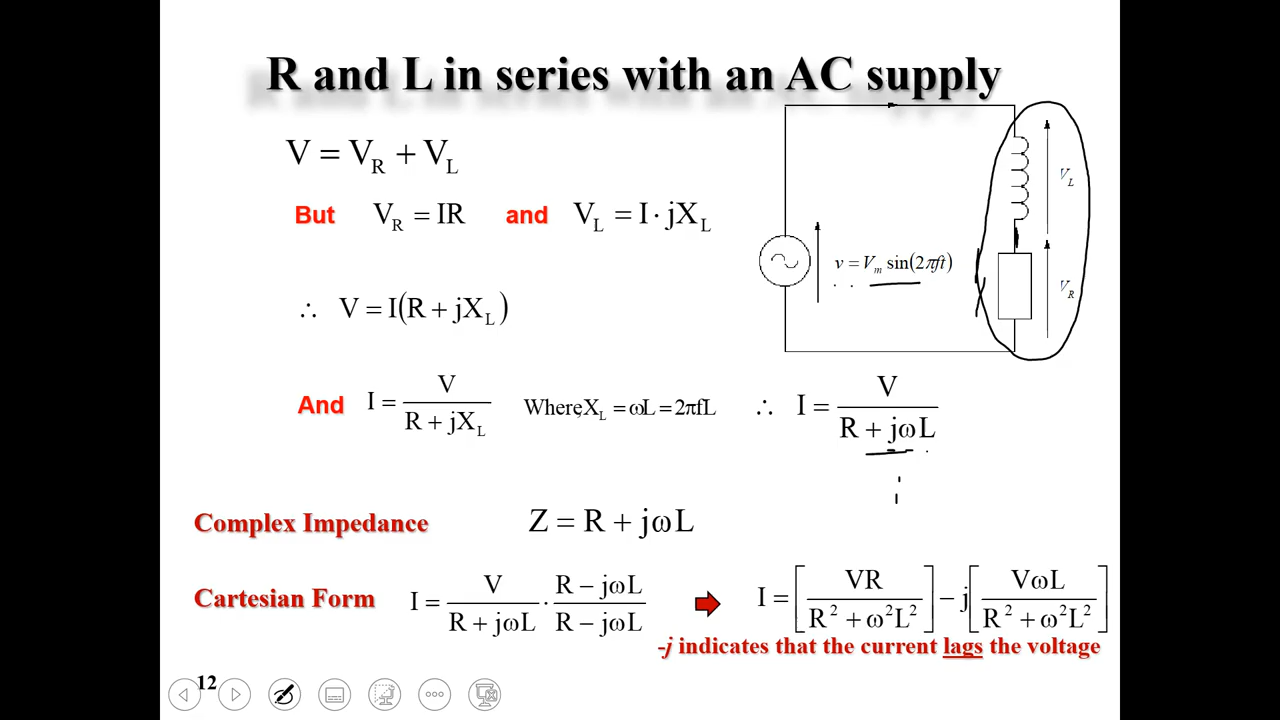 R and L in series with an AC supply
V = V_R + V_L
But V_R = IR and V_L = I · jX_L
V_L
v = V_m sin(2πft)
V_R
∴ V = I(R + jX_L)
And I = V / (R + jX_L) Where, X_L = ωL = 2πfL ∴ I = V / (R + jωL)
Complex Impedance Z = R + jωL
Cartesian Form I = V / (R + jωL) · (R − jωL) / (R − jωL) I = [VR / (R² + ω²L²)] − j[VωL / (R² + ω²L²)]
-j indicates that the current lags the voltage
12